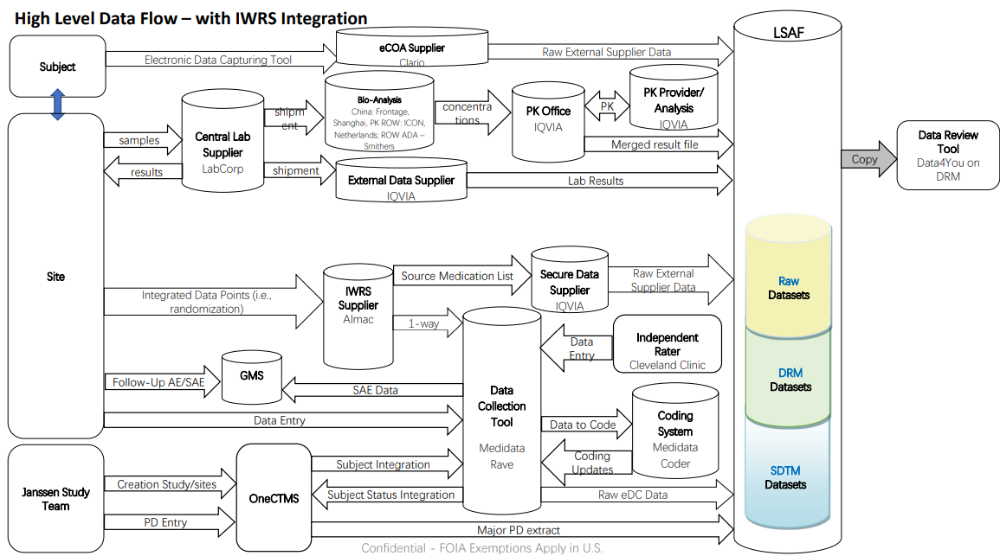 High Level Data Flow – with IWRS Integration
LSAF
Subject
Electronic Data Capturing Tool
eCOA Supplier
Clario
Raw External Supplier Data
Site
samples
results
Central Lab
Supplier
LabCorp
shipm
ent
Bio-Analysis
China: Frontage,
Shanghai, PK ROW: ICON,
Netherlands; ROW ADA –
Smithers
concentra
tions
PK Office
IQVIA
PK
PK Provider/
Analysis
IQVIA
Merged result file
shipment
External Data Supplier
IQVIA
Lab Results
Copy
Data Review
Tool
Data4You on
DRM
Integrated Data Points (i.e.,
randomization)
IWRS
Supplier
Almac
Source Medication List
Secure Data
Supplier
IQVIA
Raw External
Supplier Data
1-way
Data
Entry
Independent
Rater
Cleveland Clinic
Follow-Up AE/SAE
GMS
SAE Data
Data Entry
Data
Collection
Tool
Medidata
Rave
Data to Code
Coding
Updates
Coding
System
Medidata
Coder
Raw
Datasets
DRM
Datasets
SDTM
Datasets
Janssen Study
Team
Creation Study/sites
PD Entry
OneCTMS
Subject Integration
Subject Status Integration
Raw eDC Data
Major PD extract
Confidential - FOIA Exemptions Apply in U.S.